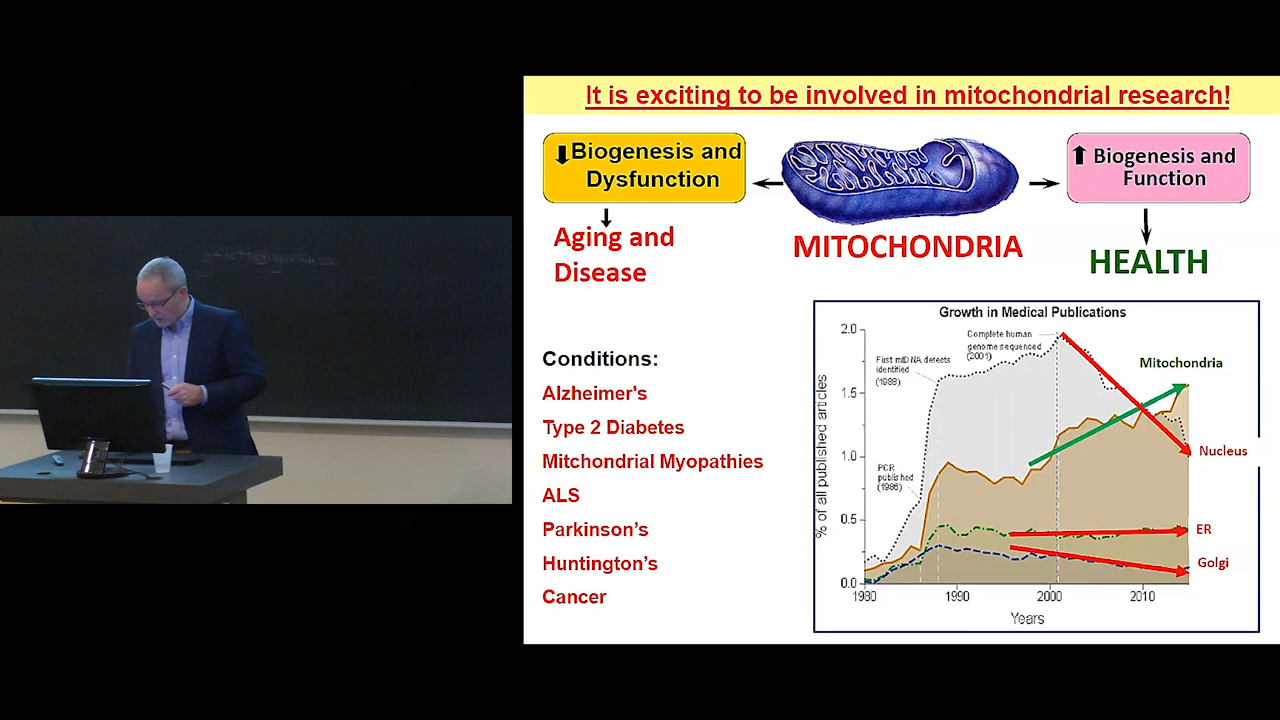 It is exciting to be involved in mitochondrial research!
Biogenesis and
Dysfunction
Biogenesis and
Function
Aging and
Disease
MITOCHONDRIA
HEALTH
Conditions:
Alzheimer's
Type 2 Diabetes
Mitchondrial Myopathies
ALS
Parkinson's
Huntington's
Cancer
Growth in Medical Publications
% of all published articles
2.0
1.5
1.0
0.5
0.0
Complete human
genome sequenced
(2001)
First mtDNA defects
identified
(1988)
PCR
published
(1986)
Mitochondria
Nucleus
ER
Golgi
1980
1990
2000
2010
Years